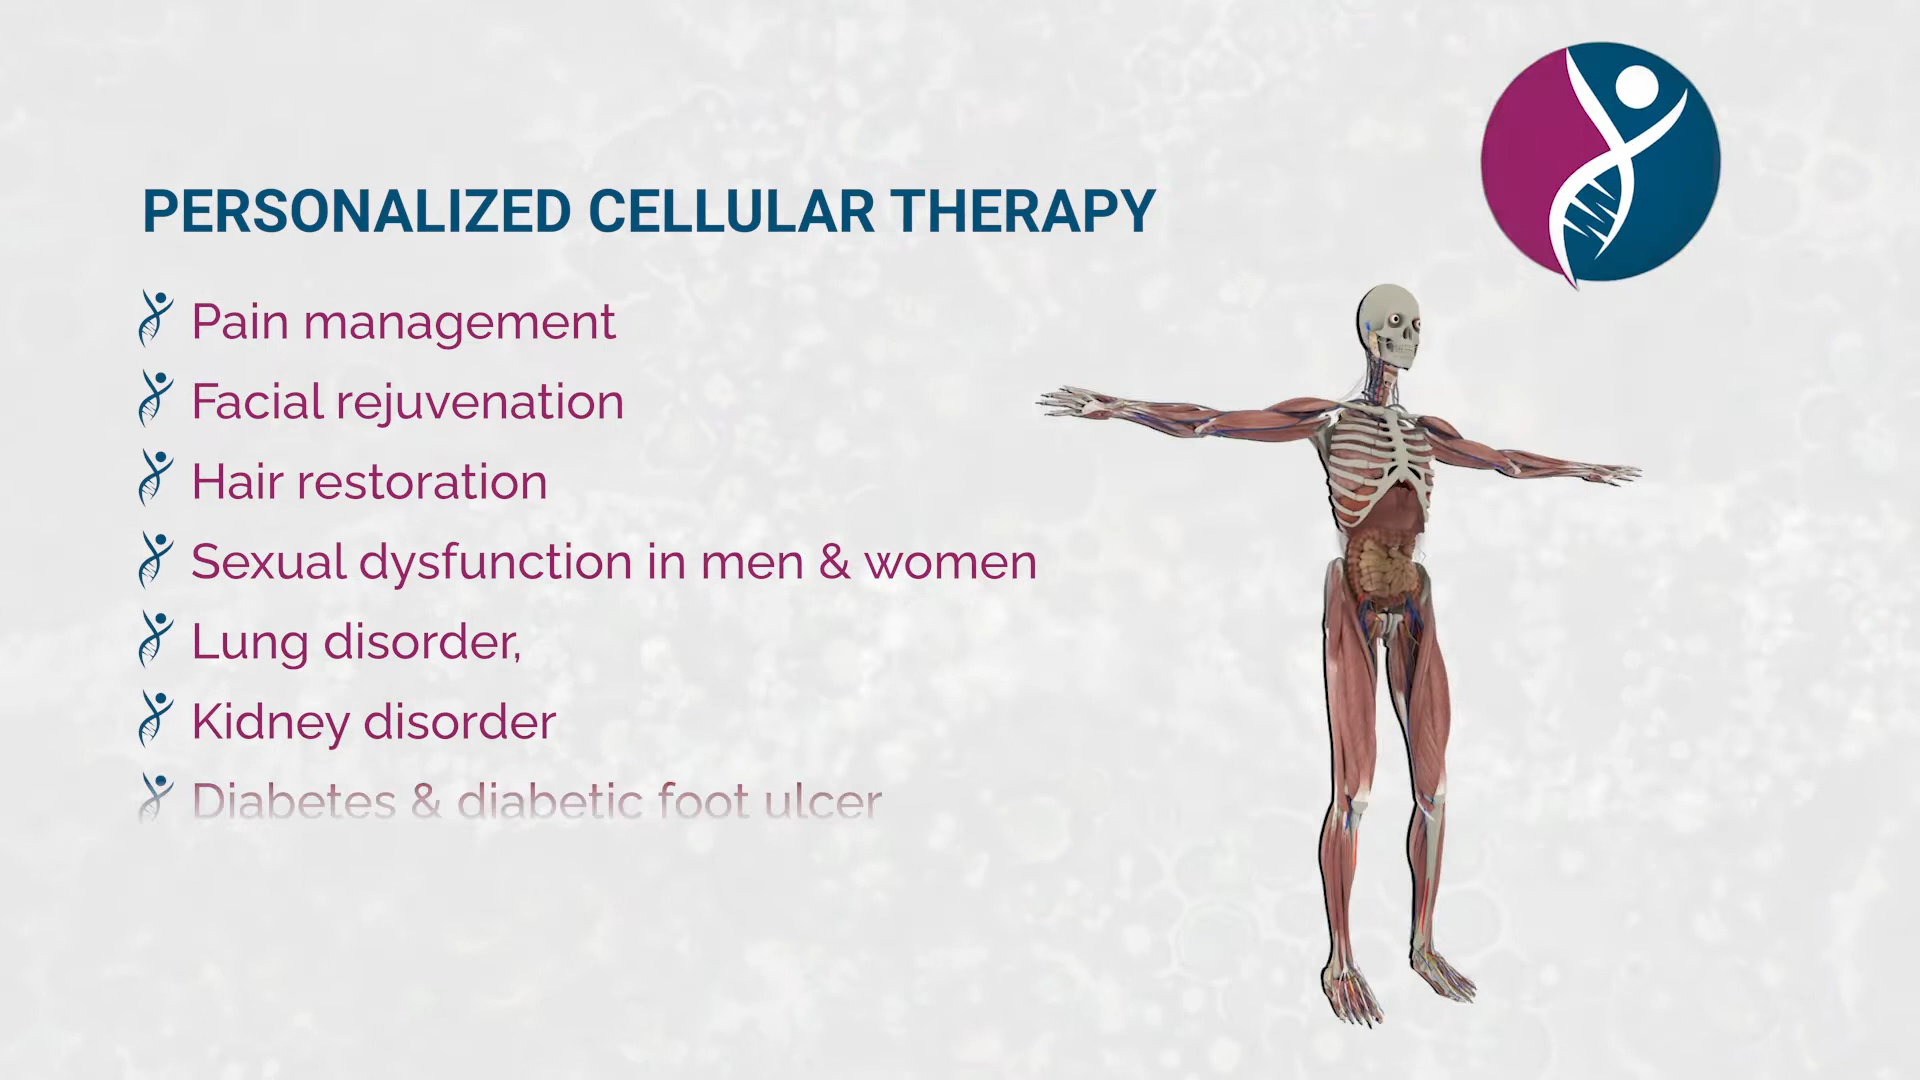 PERSONALIZED CELLULAR THERAPY
Pain management
Facial rejuvenation
Hair restoration
Sexual dysfunction in men & women
Lung disorder,
Kidney disorder
Diabetes & diabetic foot ulcer